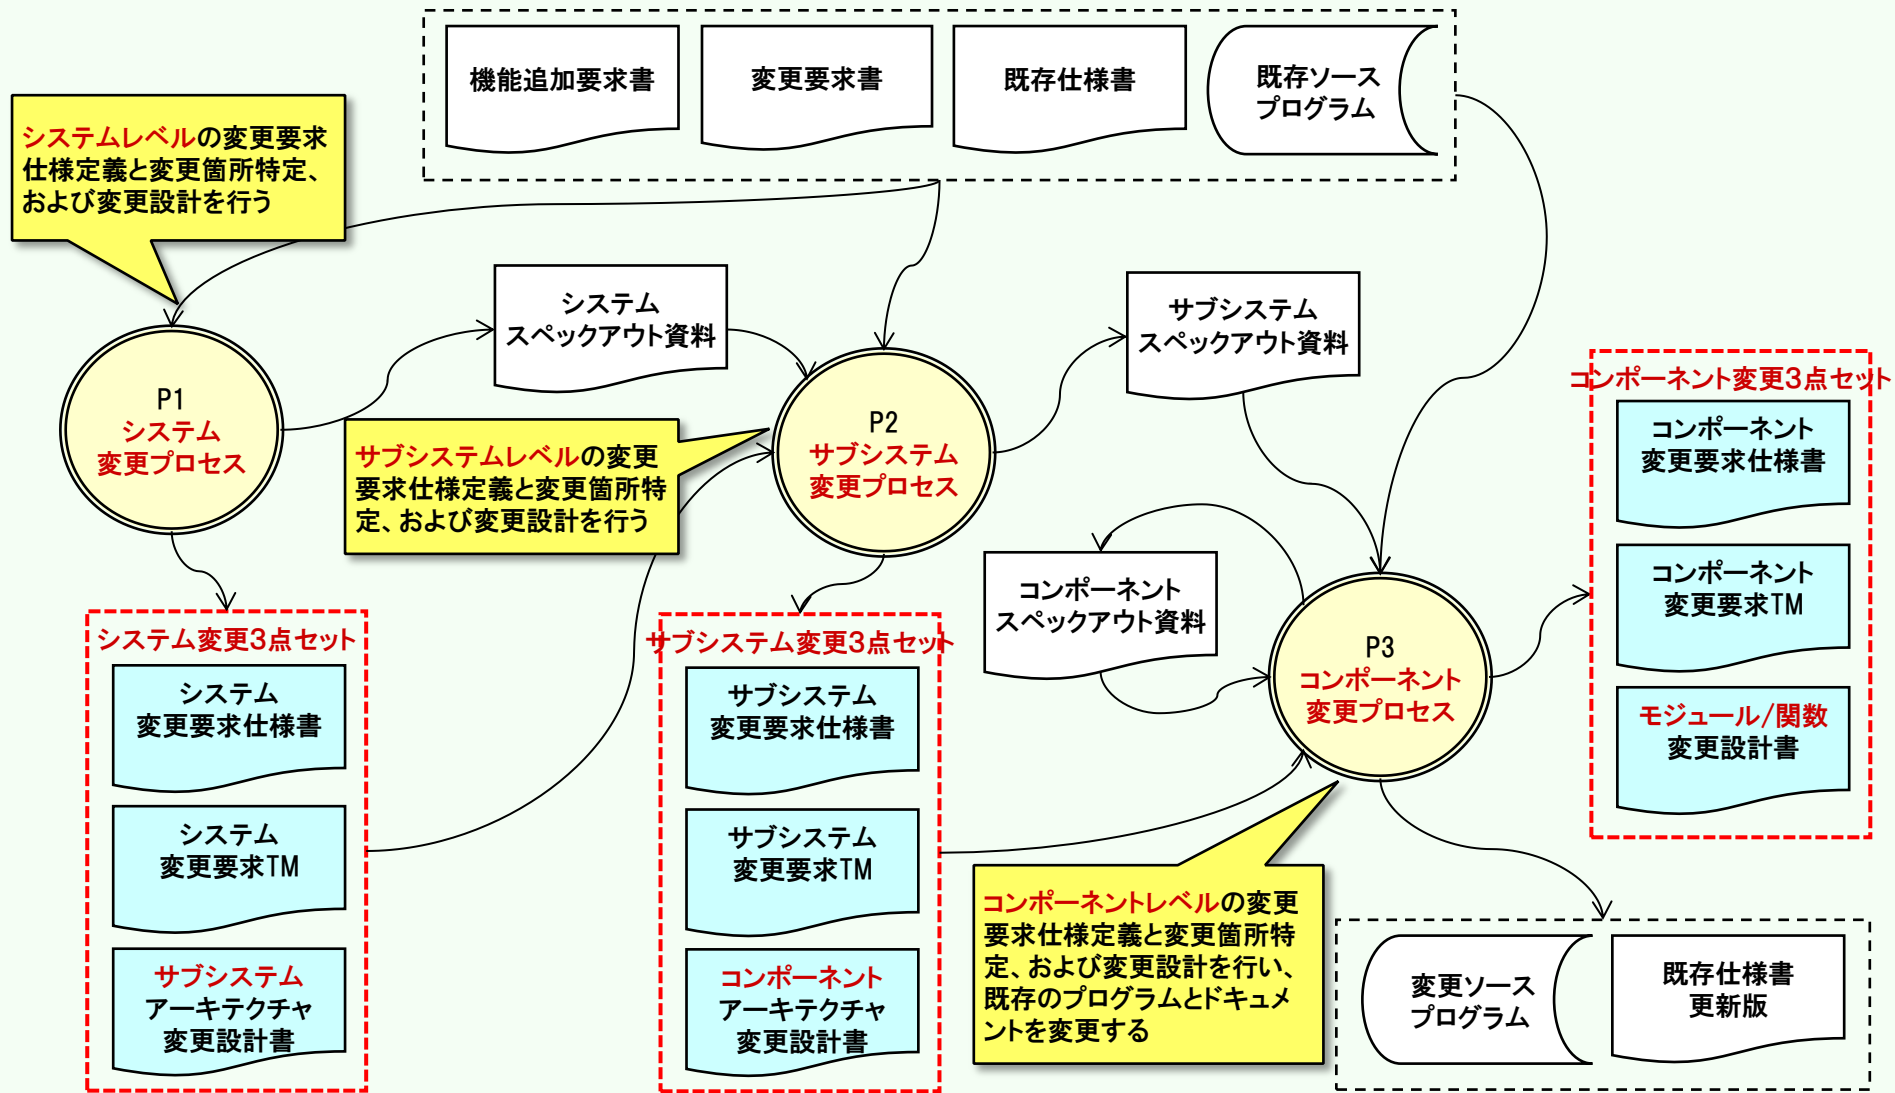 機能追加要求書
変更要求書
既存仕様書
既存ソース
プログラム
システムレベルの変更要求
仕様定義と変更箇所特定、
および変更設計を行う
システム
スペックアウト資料
サブシステム
スペックアウト資料
P1
システム
変更プロセス
P2
サブシステム
変更プロセス
サブシステムレベルの変更
要求仕様定義と変更箇所特
定、および変更設計を行う
コンポーネント変更3点セット
コンポーネント
変更要求仕様書
コンポーネント
変更要求TM
モジュール/関数
変更設計書
コンポーネント
スペックアウト資料
P3
コンポーネント
変更プロセス
システム変更3点セット
システム
変更要求仕様書
システム
変更要求TM
サブシステム
アーキテクチャ
変更設計書
サブシステム変更3点セット
サブシステム
変更要求仕様書
サブシステム
変更要求TM
コンポーネント
アーキテクチャ
変更設計書
コンポーネントレベルの変更
要求仕様定義と変更箇所特
定、および変更設計を行い、
既存のプログラムとドキュメ
ントを変更する
変更ソース
プログラム
既存仕様書
更新版